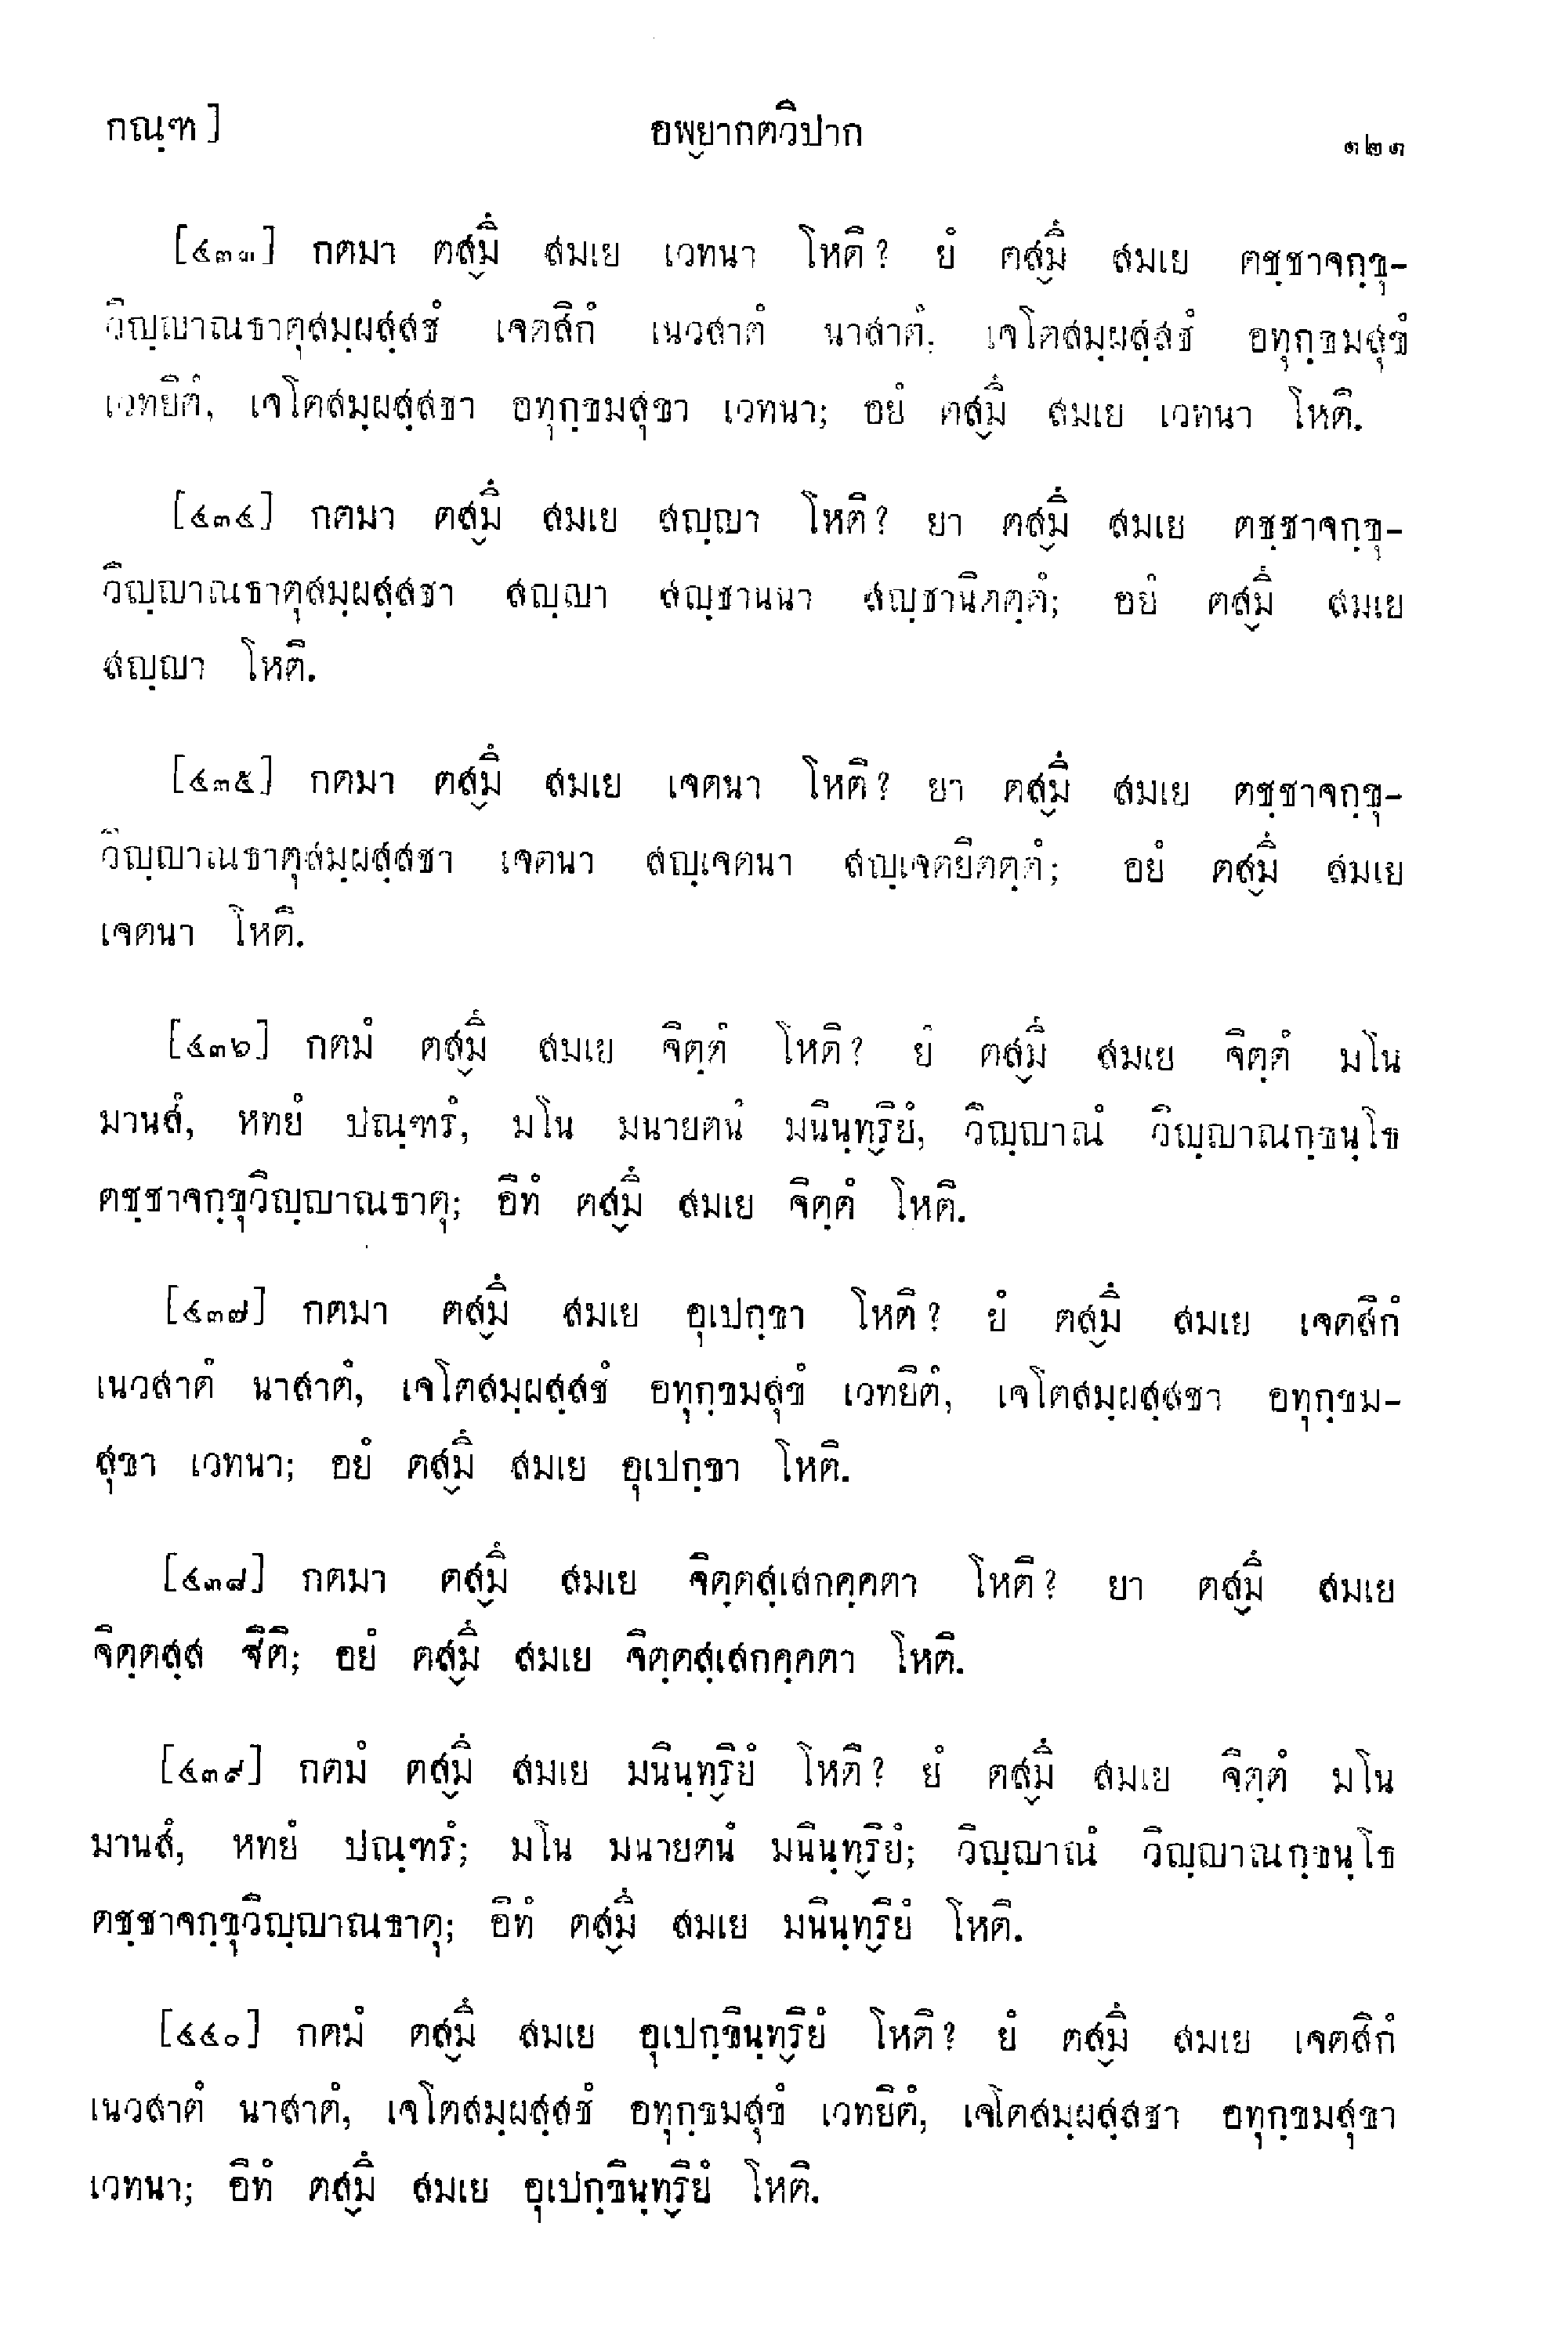 กณฺฑ]
อพฺยากตวิปาก
๑๒๑
[๔๓๓] กตมา ตสฺมึ สมเย เวทนา โหติ? ยํ ตสฺมึ สมเย ตชฺชาจกฺขุ-
วิญฺญาณธาตุสมฺผสฺสชํ เจตสิกํ เนวสาตํ นาสาตํ, เจโตสมฺผสฺสชํ อทุกฺขมสุขํ
เวทยิตํ, เจโตสมฺผสฺสชา อทุกฺขมสุขา เวทนา; อยํ ตสฺมึ สมเย เวทนา โหติ.
[๔๓๔] กตมา ตสฺมึ สมเย สญฺญา โหติ? ยา ตสฺมึ สมเย ตชฺชาจกฺขุ-
วิญฺญาณธาตุสมฺผสฺสชา สญฺญา สญฺชานนา สญฺชานิตตฺตํ; อยํ ตสฺมึ สมเย
สญฺญา โหติ.
[๔๓๕] กตมา ตสฺมึ สมเย เจตนา โหติ? ยา ตสฺมึ สมเย ตชฺชาจกฺขุ-
วิญฺญาณธาตุสมฺผสฺสชา เจตนา สญฺเจตนา สญฺเจตยิตตฺตํ; อยํ ตสฺมึ สมเย
เจตนา โหติ.
[๔๓๖] กตมํ ตสฺมึ สมเย จิตฺตํ โหติ? ยํ ตสฺมึ สมเย จิตฺตํ มโน
มานสํ, หทยํ ปณฺฑรํ, มโน มนายตนํ มนินฺทฺริยํ, วิญฺญาณํ วิญฺญาณกฺขนฺโธ
ตชฺชาจกฺขุวิญฺญาณธาตุ; อิทํ ตสฺมึ สมเย จิตฺตํ โหติ.
[๔๓๗] กตมา ตสฺมึ สมเย อุเปกฺขา โหติ? ยํ ตสฺมึ สมเย เจตสิกํ
เนวสาตํ นาสาตํ, เจโตสมฺผสฺสชํ อทุกฺขมสุขํ เวทยิตํ, เจโตสมฺผสฺสชา อทุกฺขม-
สุขา เวทนา; อยํ ตสฺมึ สมเย อุเปกฺขา โหติ.
[๔๓๘] กตมา ตสฺมึ สมเย จิตฺตสฺเสกคฺคตา โหติ? ยา ตสฺมึ สมเย
จิตฺตสฺส ฐิติ; อยํ ตสฺมึ สมเย จิตฺตสฺเสกคฺคตา โหติ.
[๔๓๙] กตมํ ตสฺมึ สมเย มนินฺทฺริยํ โหติ? ยํ ตสฺมึ สมเย จิตฺตํ มโน
มานสํ, หทยํ ปณฺฑรํ; มโน มนายตนํ มนินฺทฺริยํ; วิญฺญาณํ วิญฺญาณกฺขนฺโธ
ตชฺชาจกฺขุวิญฺญาณธาตุ; อิทํ ตสฺมึ สมเย มนินฺทฺริยํ โหติ.
[๔๔๐] กตมํ ตสฺมึ สมเย อุเปกฺขินฺทฺริยํ โหติ? ยํ ตสฺมึ สมเย เจตสิกํ
เนวสาตํ นาสาตํ, เจโตสมฺผสฺสชํ อทุกฺขมสุขํ เวทยิตํ, เจโตสมฺผสฺสชา อทุกฺขมสุขา
เวทนา; อิทํ ตสฺมึ สมเย อุเปกฺขินฺทฺริยํ โหติ.